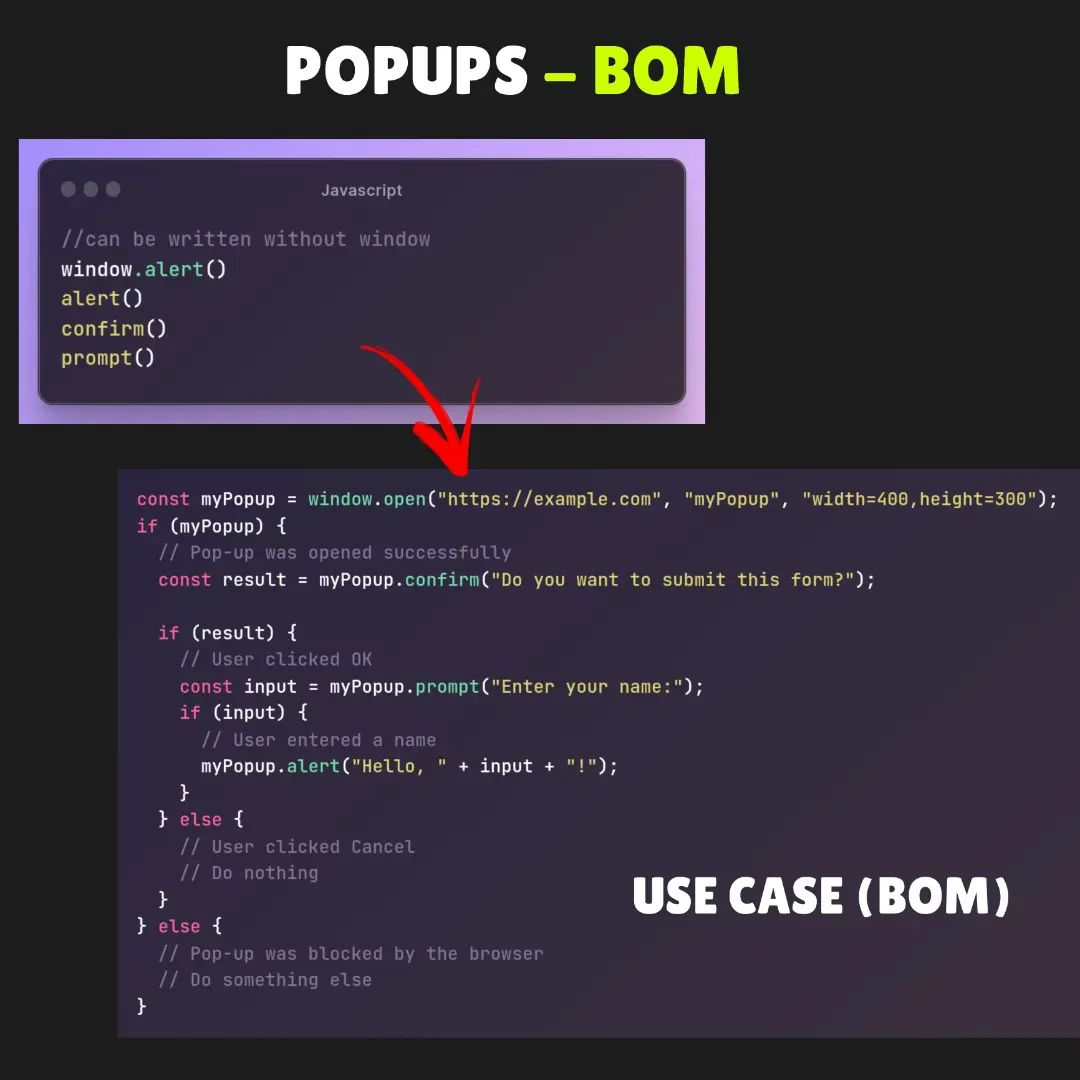 POPUPS – BOM
Javascript
//can be written without window
window.alert()
alert()
confirm()
prompt()
const myPopup = window.open("https://example.com", "myPopup", "width=400,height=300");
if (myPopup) {
  // Pop-up was opened successfully
  const result = myPopup.confirm("Do you want to submit this form?");
  if (result) {
    // User clicked OK
    const input = myPopup.prompt("Enter your name:");
    if (input) {
      // User entered a name
      myPopup.alert("Hello, " + input + "!");
    }
  } else {
    // User clicked Cancel
    // Do nothing
  }
} else {
  // Pop-up was blocked by the browser
  // Do something else
}
USE CASE (BOM)